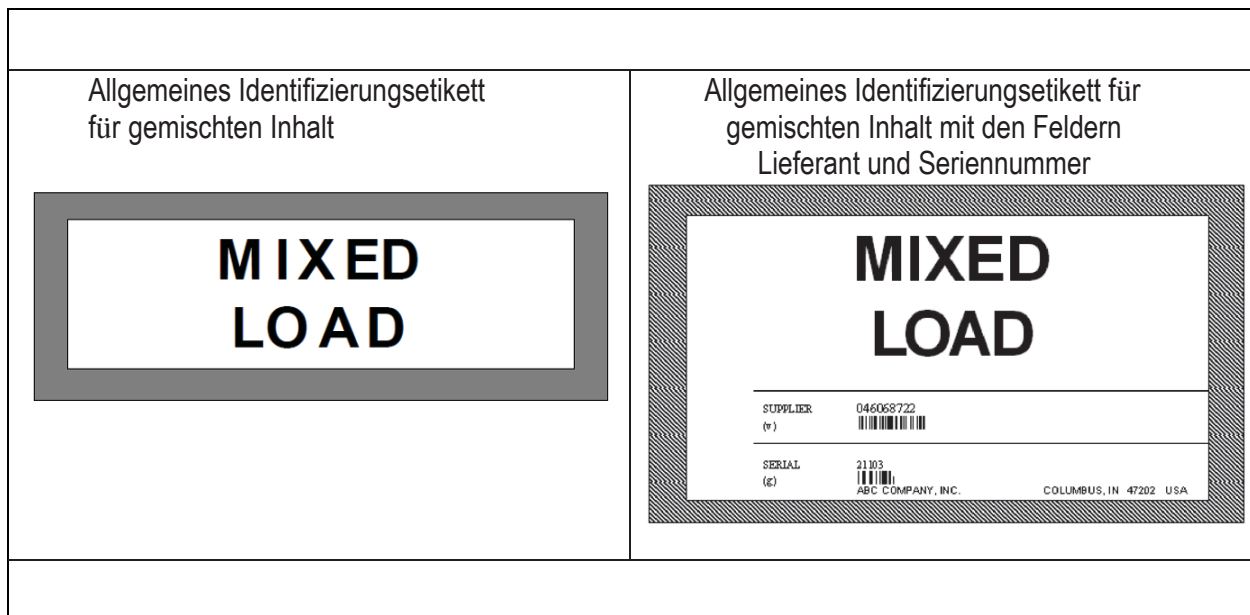 Allgemeines Identifizierungsetikett
für gemischten Inhalt
MIXED
LOAD
Allgemeines Identifizierungsetikett für
gemischten Inhalt mit den Feldern
Lieferant und Seriennummer
MIXED
LOAD
SUPPLIER 046068722
(v)
SERIAL 21103
(g)
ABC COMPANY, INC. COLUMBUS, IN 47202 USA